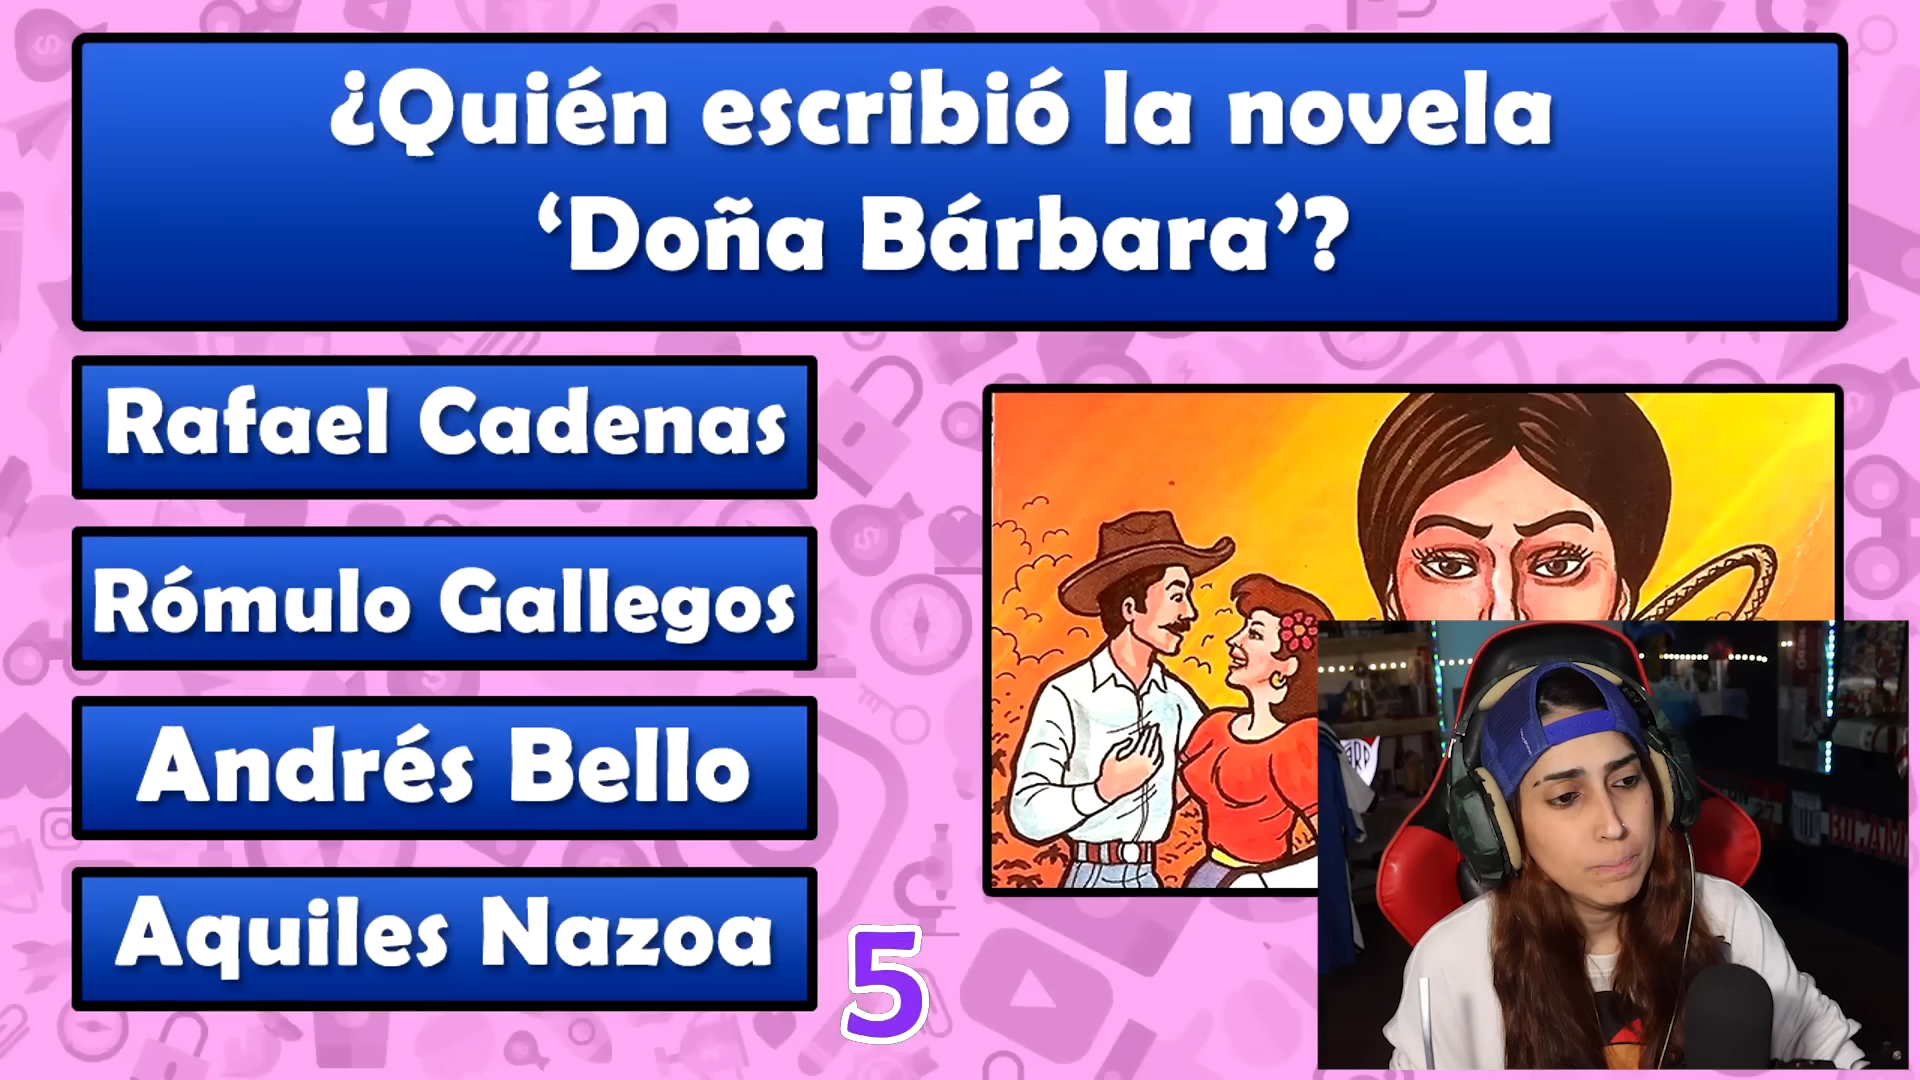 ¿Quién escribió la novela
‘Doña Bárbara’?
Rafael Cadenas
Rómulo Gallegos
Andrés Bello
Aquiles Nazoa
5